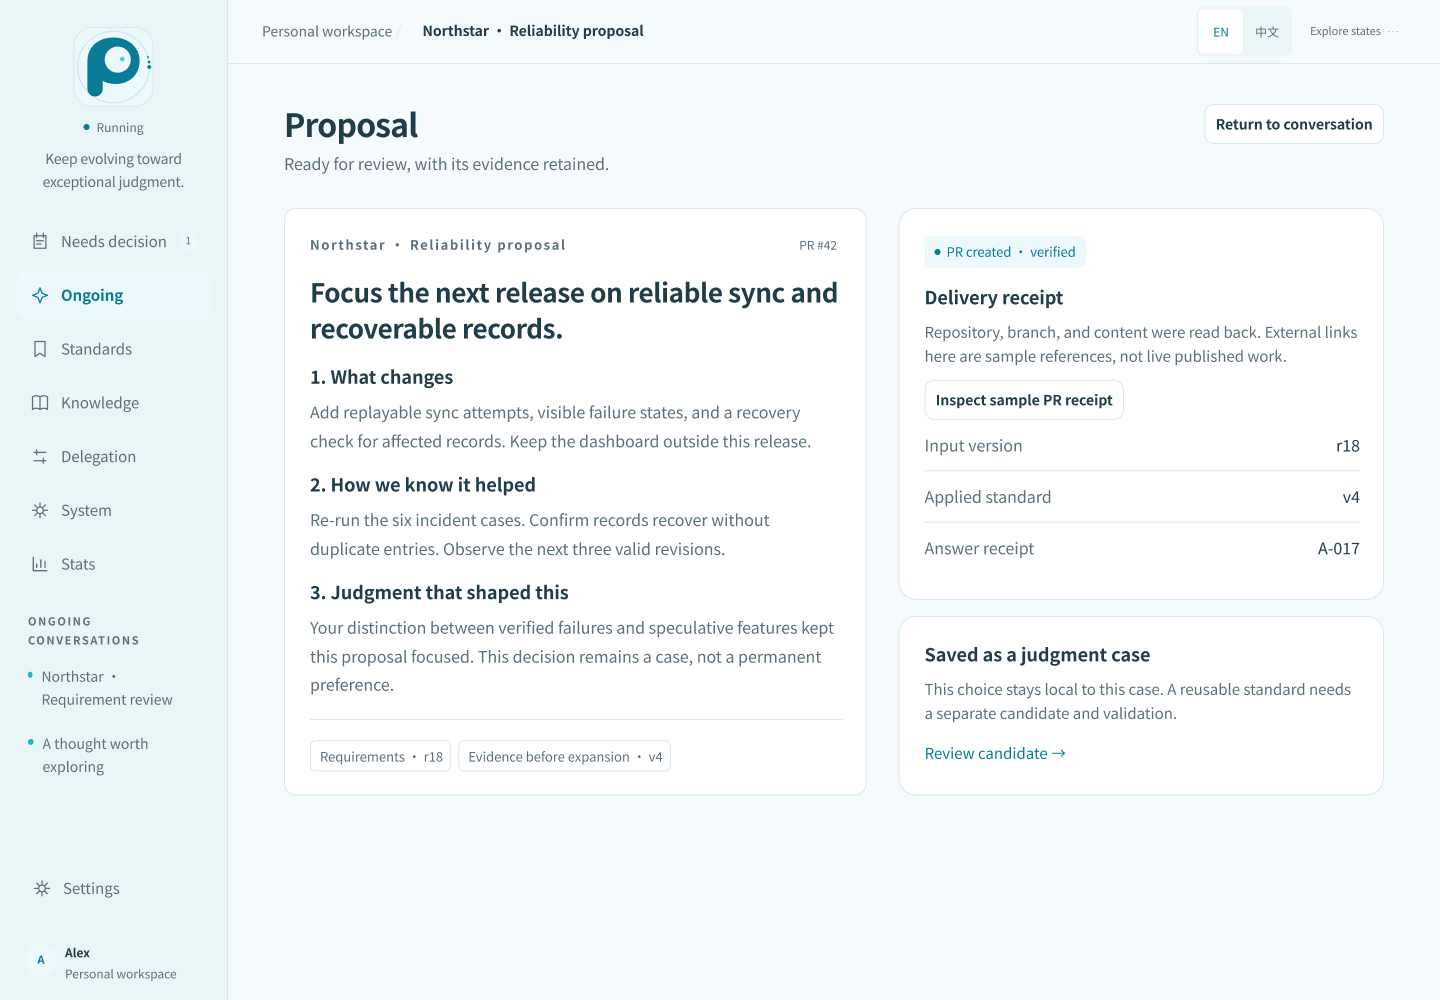 Running
Keep evolving toward
exceptional judgment.
Needs decision 1
Ongoing
Standards
Knowledge
Delegation
System
Stats
ONGOING
CONVERSATIONS
Northstar •
Requirement review
A thought worth
exploring
Settings
A
Alex
Personal workspace
Personal workspace / Northstar • Reliability proposal
EN 中文 Explore states ···
Proposal
Ready for review, with its evidence retained.
Return to conversation
Northstar • Reliability proposal PR #42
Focus the next release on reliable sync and
recoverable records.
1. What changes
Add replayable sync attempts, visible failure states, and a recovery
check for affected records. Keep the dashboard outside this release.
2. How we know it helped
Re-run the six incident cases. Confirm records recover without
duplicate entries. Observe the next three valid revisions.
3. Judgment that shaped this
Your distinction between verified failures and speculative features kept
this proposal focused. This decision remains a case, not a permanent
preference.
Requirements • r18 Evidence before expansion • v4
PR created • verified
Delivery receipt
Repository, branch, and content were read back. External links
here are sample references, not live published work.
Inspect sample PR receipt
Input version r18
Applied standard v4
Answer receipt A-017
Saved as a judgment case
This choice stays local to this case. A reusable standard needs
a separate candidate and validation.
Review candidate →